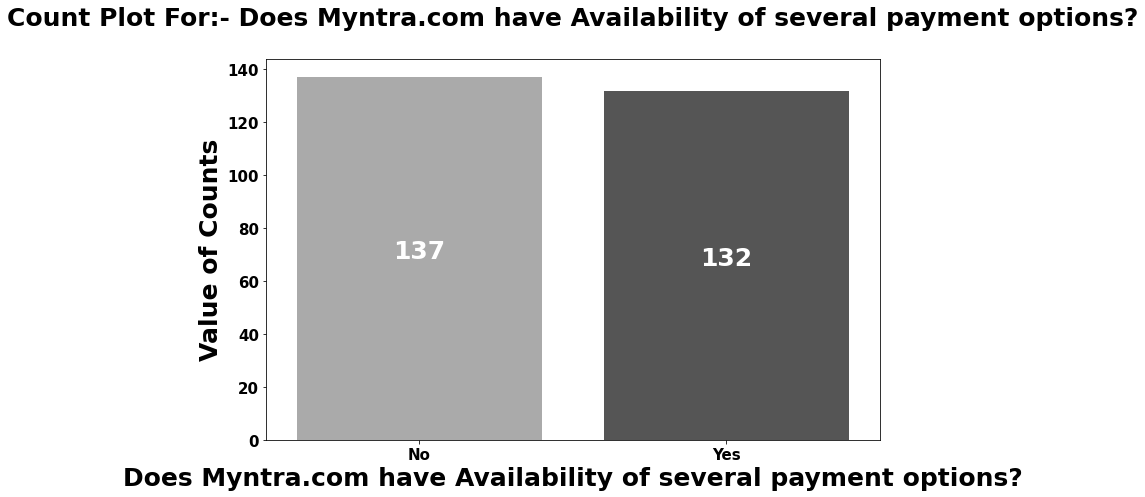 Count Plot For:- Does Myntra.com have Availability of several payment options?
Value of Counts
140
120
100
80
60
40
20
0
137
132
No
Yes
Does Myntra.com have Availability of several payment options?